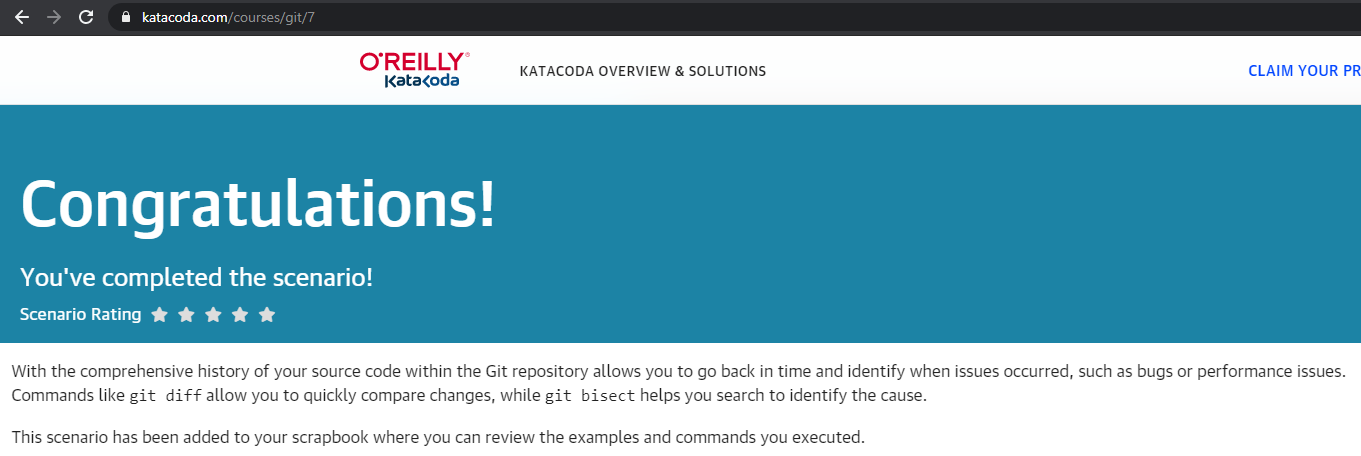 katacoda.com/courses/git/7
O'REILLY®
KataKoda
KATACODA OVERVIEW & SOLUTIONS
CLAIM YOUR PR
Congratulations!
You've completed the scenario!
Scenario Rating
With the comprehensive history of your source code within the Git repository allows you to go back in time and identify when issues occurred, such as bugs or performance issues.
Commands like git diff allow you to quickly compare changes, while git bisect helps you search to identify the cause.
This scenario has been added to your scrapbook where you can review the examples and commands you executed.